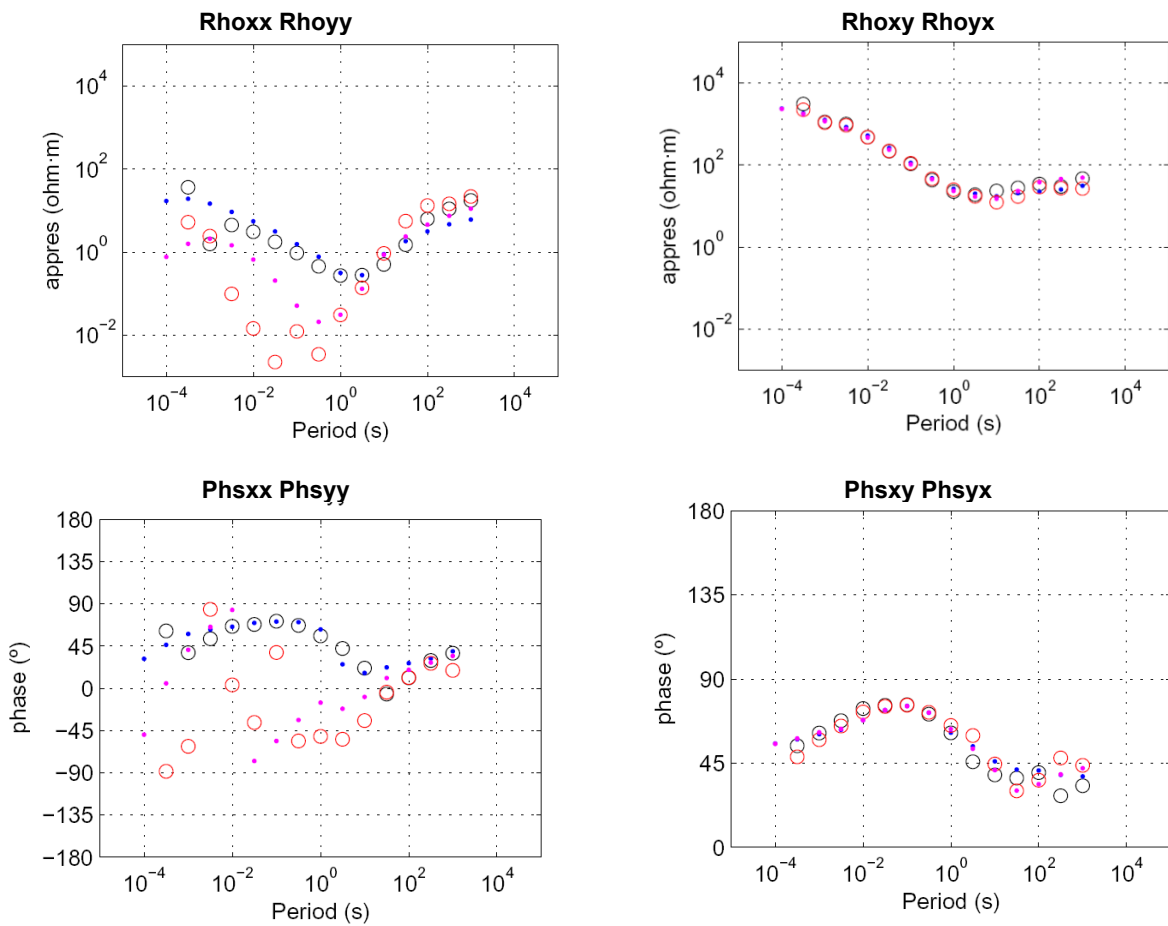 Rhoxx Rhoyy
appres (ohm·m)
10^4
10^2
10^0
10^-2
10^-4 10^-2 10^0 10^2 10^4
Period (s)
Rhoxy Rhoyx
appres (ohm·m)
10^4
10^2
10^0
10^-2
10^-4 10^-2 10^0 10^2 10^4
Period (s)
Phsxx Phsyy
phase (º)
180
135
90
45
0
−45
−90
−135
−180
10^-4 10^-2 10^0 10^2 10^4
Period (s)
Phsxy Phsyx
phase (º)
180
135
90
45
0
10^-4 10^-2 10^0 10^2 10^4
Period (s)